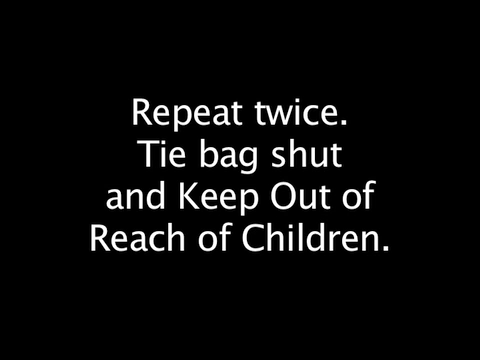 Repeat twice.
Tie bag shut
and Keep Out of
Reach of Children.